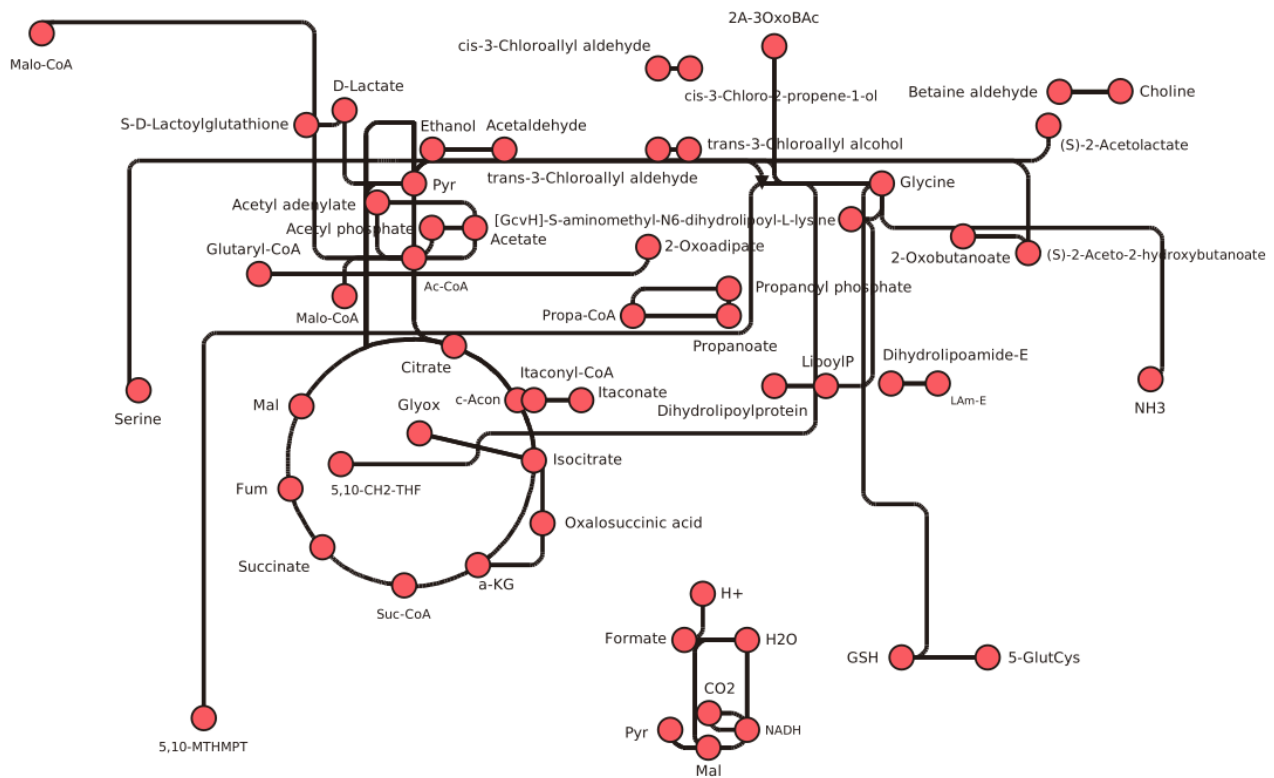 2A-3OxoBAc
cis-3-Chloroallyl aldehyde
Malo-CoA
D-Lactate
cis-3-Chloro-2-propene-1-ol
Betaine aldehyde
Choline
S-D-Lactoylglutathione
Ethanol
Acetaldehyde
trans-3-Chloroallyl alcohol
(S)-2-Acetolactate
trans-3-Chloroallyl aldehyde
Pyr
Glycine
Acetyl adenylate
Acetyl phosphate
[GcvH]-S-aminomethyl-N6-dihydrolipoyl-L-lysine
Acetate
Glutaryl-CoA
2-Oxoadipate
2-Oxobutanoate
(S)-2-Aceto-2-hydroxybutanoate
Ac-CoA
Propanoyl phosphate
Malo-CoA
Propa-CoA
Propanoate
Citrate
LipoylP
Dihydrolipoamide-E
Itaconyl-CoA
Itaconate
c-Acon
LAm-E
Mal
Glyox
Dihydrolipoylprotein
NH3
Serine
Isocitrate
5,10-CH2-THF
Fum
Oxalosuccinic acid
Succinate
a-KG
Suc-CoA
H+
Formate
H2O
GSH
5-GlutCys
CO2
Pyr
NADH
5,10-MTHMPT
Mal